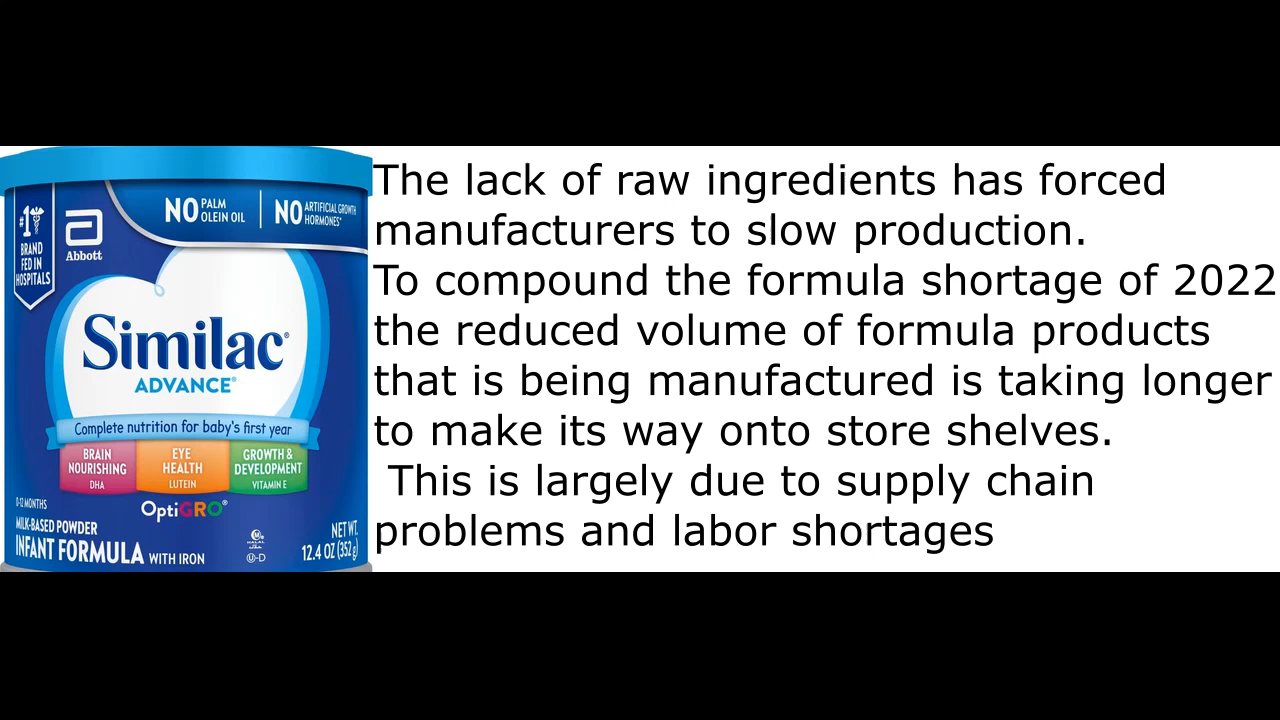 #1
BRAND
FED IN
HOSPITALS
Abbott
NO PALM OLEIN OIL
NO ARTIFICIAL GROWTH HORMONES*
Similac®
ADVANCE®
Complete nutrition for baby's first year
BRAIN NOURISHING
DHA
EYE HEALTH
LUTEIN
GROWTH & DEVELOPMENT
VITAMIN E
OptiGRO®
0-12 MONTHS
MILK-BASED POWDER
INFANT FORMULA WITH IRON
U-D
NET WT.
12.4 OZ (352g)
The lack of raw ingredients has forced
manufacturers to slow production.
To compound the formula shortage of 2022
the reduced volume of formula products
that is being manufactured is taking longer
to make its way onto store shelves.
This is largely due to supply chain
problems and labor shortages